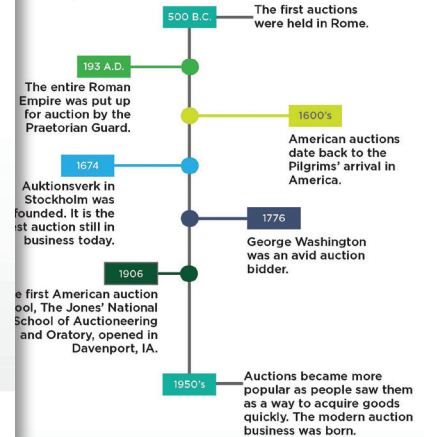 500 B.C.
The first auctions
were held in Rome.
193 A.D.
The entire Roman
Empire was put up
for auction by the
Praetorian Guard.
1600's
American auctions
date back to the
Pilgrims' arrival in
America.
1674
Auktionsverk in
Stockholm was
founded. It is the
auction still in
business today.
1776
George Washington
was an avid auction
bidder.
1906
first American auction
The Jones' National
School of Auctioneering
and Oratory, opened in
Davenport, IA.
1950's
Auctions became more
popular as people saw them
as a way to acquire goods
quickly. The modern auction
business was born.